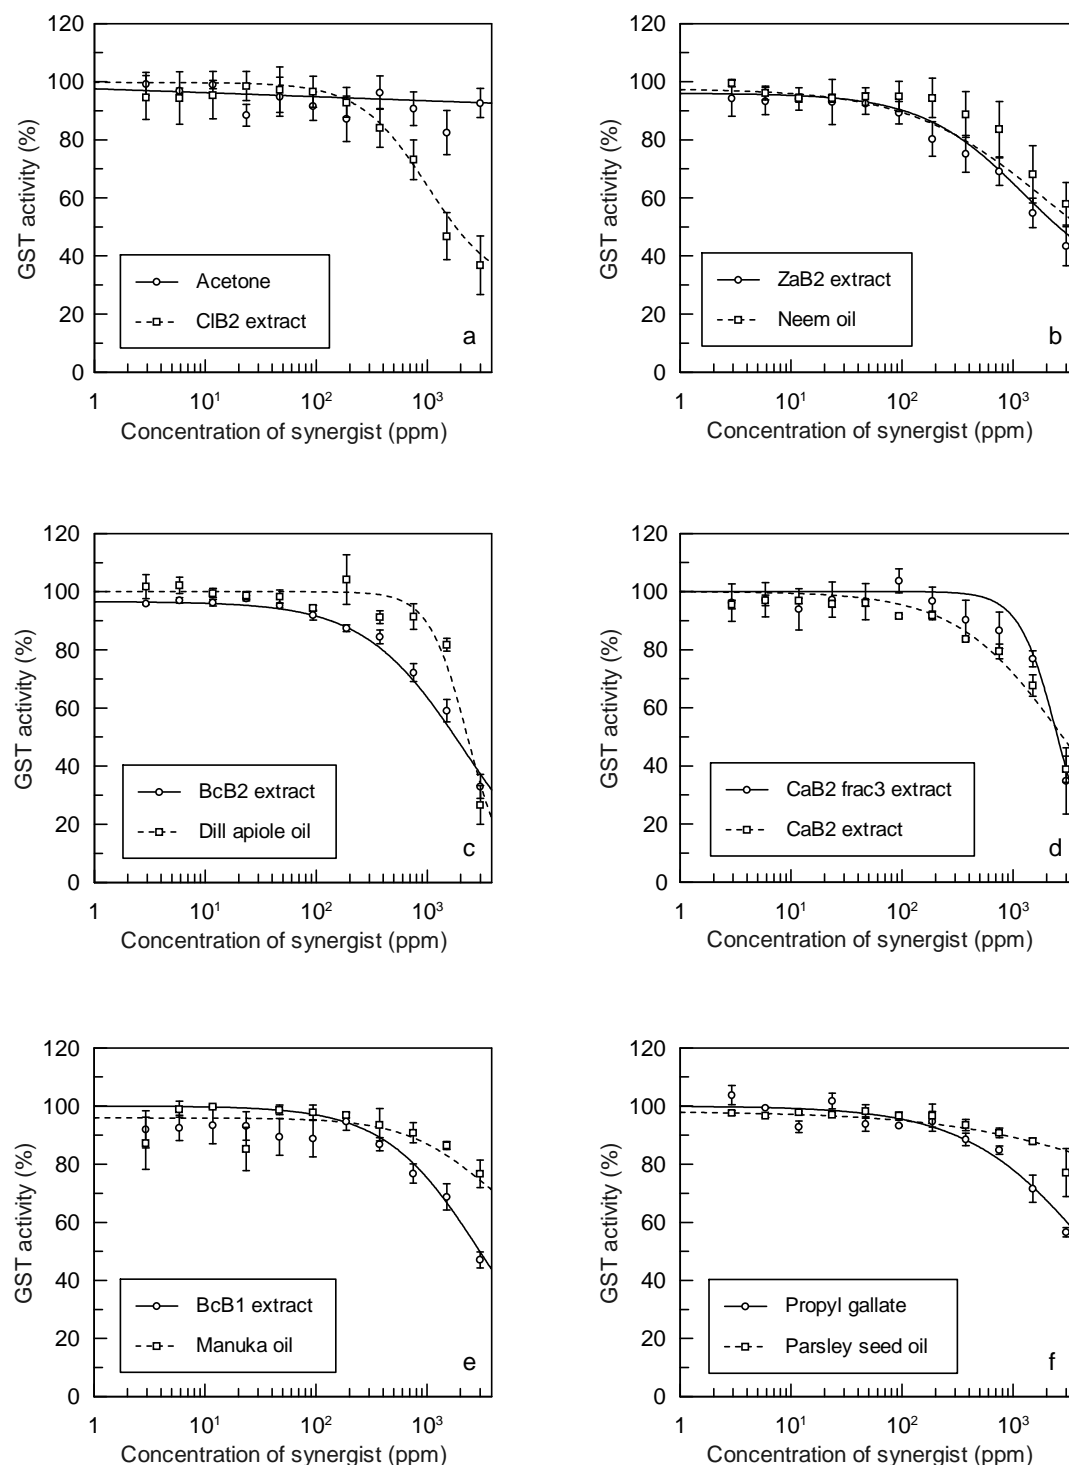 120
100
80
60
40
20
0
GST activity (%)
Acetone
ClB2 extract
a
1
10¹
10²
10³
Concentration of synergist (ppm)
120
100
80
60
40
20
0
GST activity (%)
ZaB2 extract
Neem oil
b
1
10¹
10²
10³
Concentration of synergist (ppm)
120
100
80
60
40
20
0
GST activity (%)
BcB2 extract
Dill apiole oil
c
1
10¹
10²
10³
Concentration of synergist (ppm)
120
100
80
60
40
20
0
GST activity (%)
CaB2 frac3 extract
CaB2 extract
d
1
10¹
10²
10³
Concentration of synergist (ppm)
120
100
80
60
40
20
0
GST activity (%)
BcB1 extract
Manuka oil
e
1
10¹
10²
10³
Concentration of synergist (ppm)
120
100
80
60
40
20
0
GST activity (%)
Propyl gallate
Parsley seed oil
f
1
10¹
10²
10³
Concentration of synergist (ppm)